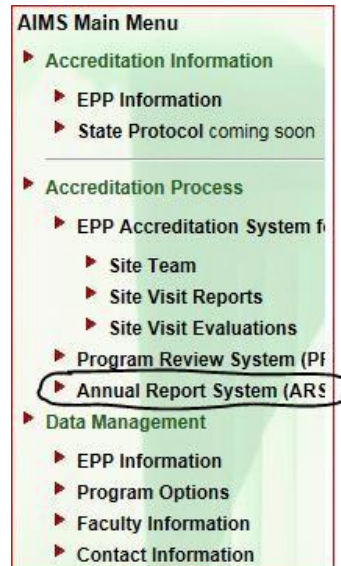 AIMS Main Menu
Accreditation Information
EPP Information
State Protocol coming soon
Accreditation Process
EPP Accreditation System f
Site Team
Site Visit Reports
Site Visit Evaluations
Program Review System (PF
Annual Report System (ARS
Data Management
EPP Information
Program Options
Faculty Information
Contact Information